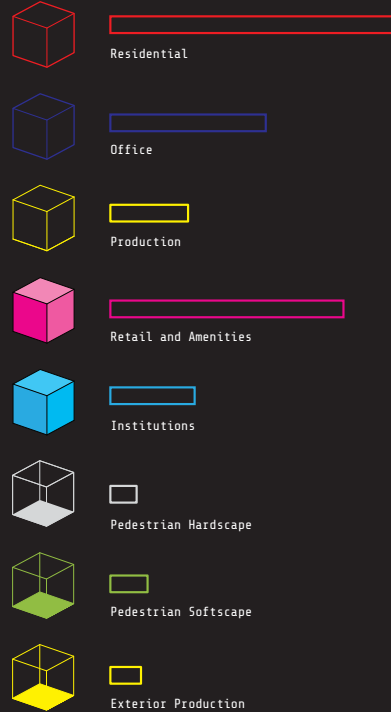 Residential
Office
Production
Retail and Amenities
Institutions
Pedestrian Hardscape
Pedestrian Softscape
Exterior Production